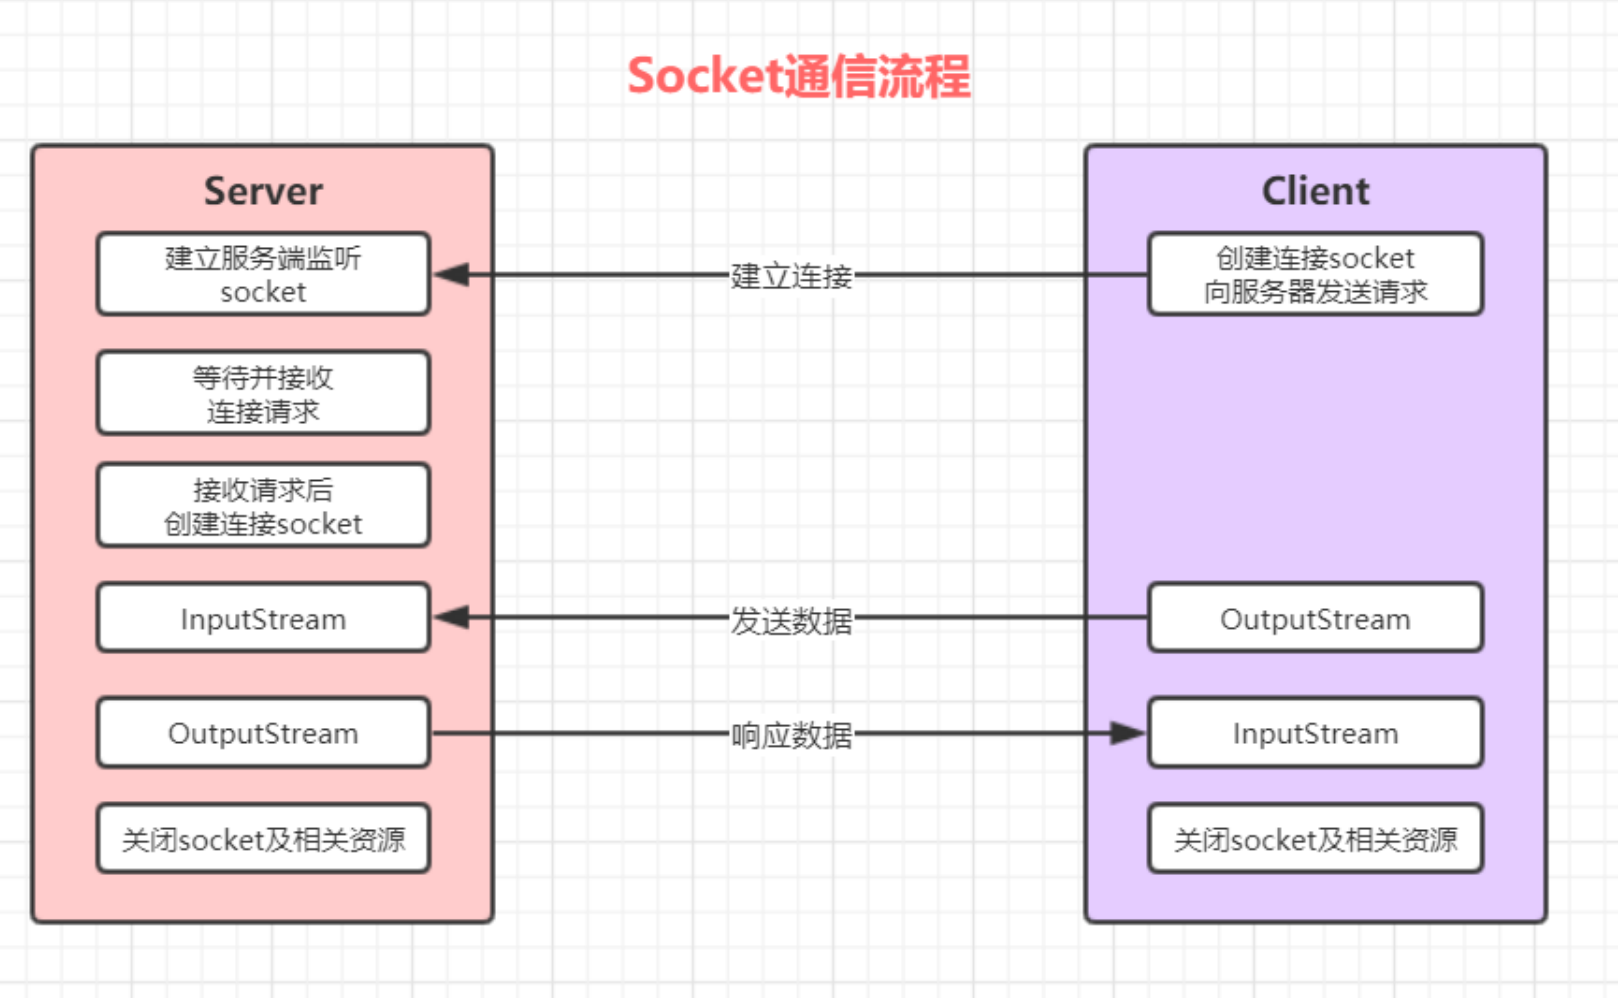 Socket通信流程
Server
建立服务端监听
socket
等待并接收
连接请求
接收请求后
创建连接socket
InputStream
OutputStream
关闭socket及相关资源
建立连接
发送数据
响应数据
Client
创建连接socket
向服务器发送请求
OutputStream
InputStream
关闭socket及相关资源